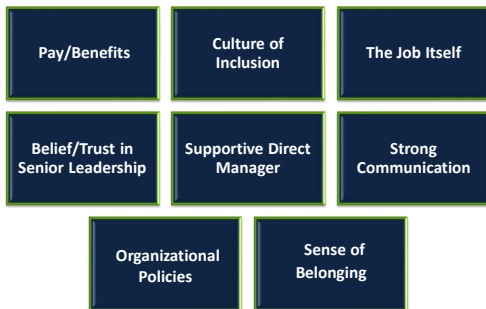 Pay/Benefits
Culture of
Inclusion
The Job Itself
Belief/Trust in
Senior Leadership
Supportive Direct
Manager
Strong
Communication
Organizational
Policies
Sense of
Belonging